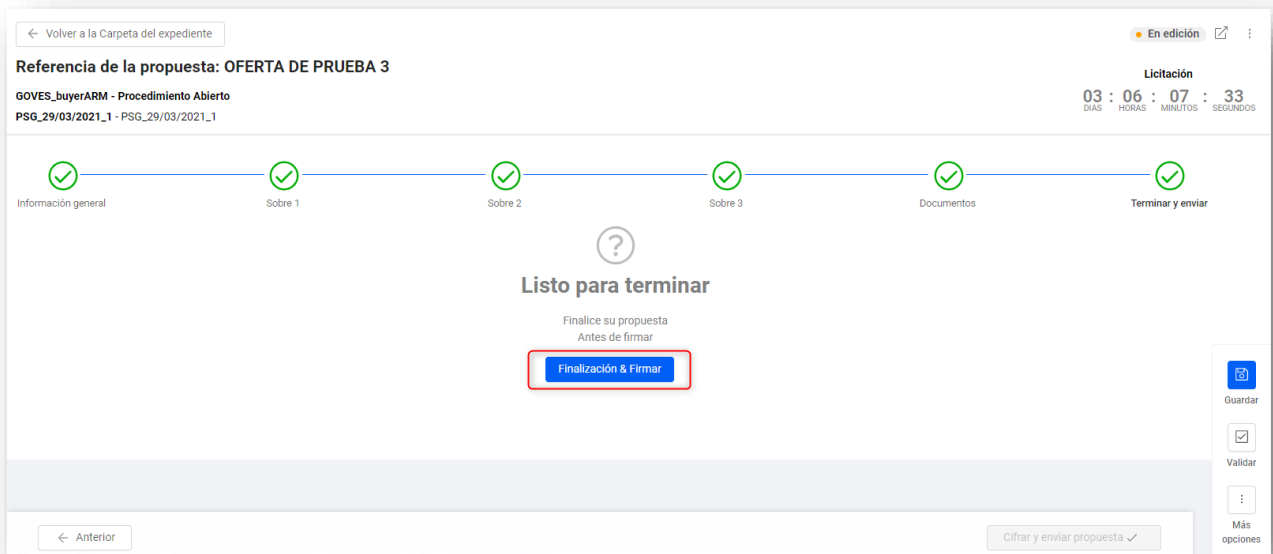 ← Volver a la Carpeta del expediente
En edición
Referencia de la propuesta: OFERTA DE PRUEBA 3
Licitación
GOVES_buyerARM - Procedimiento Abierto
03 : 06 : 07 : 33
DIAS HORAS MINUTOS SEGUNDOS
PSG_29/03/2021_1 - PSG_29/03/2021_1
Información general
Sobre 1
Sobre 2
Sobre 3
Documentos
Terminar y enviar
?
Listo para terminar
Finalice su propuesta
Antes de firmar
Finalización & Firmar
Guardar
Validar
Más
opciones
← Anterior
Cifrar y enviar propuesta ✓